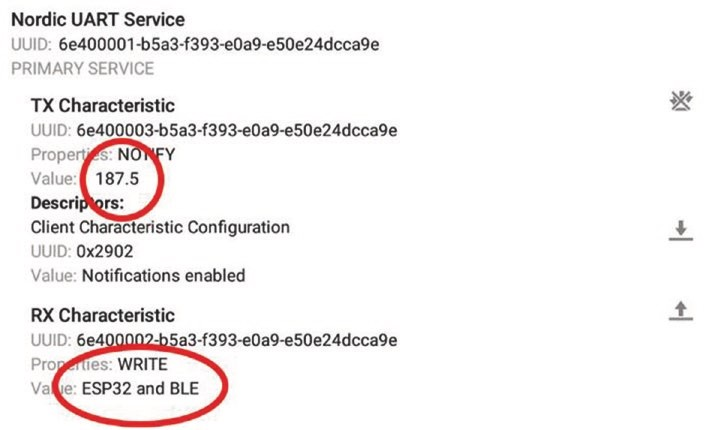 Nordic UART Service
UUID: 6e400001-b5a3-f393-e0a9-e50e24dcca9e
PRIMARY SERVICE
TX Characteristic
UUID: 6e400003-b5a3-f393-e0a9-e50e24dcca9e
Properties: NOTIFY
Value: 187.5
Descriptors:
Client Characteristic Configuration
UUID: 0x2902
Value: Notifications enabled
RX Characteristic
UUID: 6e400002-b5a3-f393-e0a9-e50e24dcca9e
Properties: WRITE
Value: ESP32 and BLE